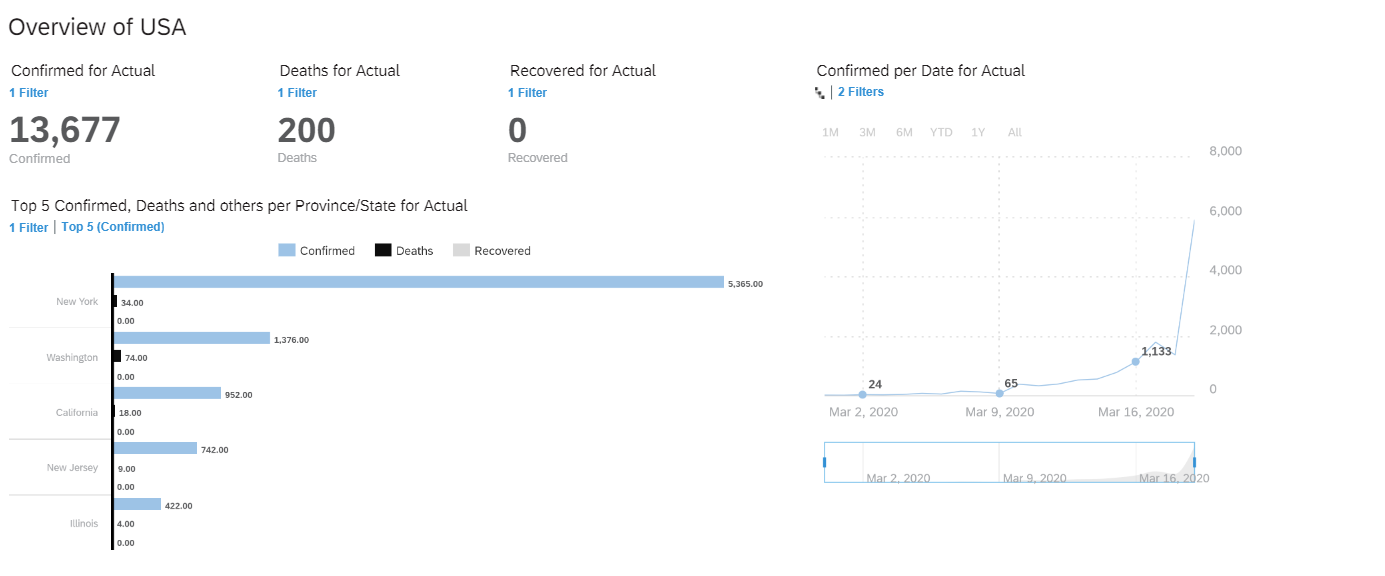 Overview of USA
Confirmed for Actual
1 Filter
13,677
Confirmed
Deaths for Actual
1 Filter
200
Deaths
Recovered for Actual
1 Filter
0
Recovered
Top 5 Confirmed, Deaths and others per Province/State for Actual
1 Filter | Top 5 (Confirmed)
Confirmed Deaths Recovered
New York
5,365.00
34.00
0.00
Washington
1,376.00
74.00
0.00
California
952.00
18.00
0.00
New Jersey
742.00
9.00
0.00
Illinois
422.00
4.00
0.00
Confirmed per Date for Actual
| 2 Filters
1M 3M 6M YTD 1Y All
8,000
6,000
4,000
2,000
0
24
65
1,133
Mar 2, 2020 Mar 9, 2020 Mar 16, 2020
Mar 2, 2020 Mar 9, 2020 Mar 16, 2020